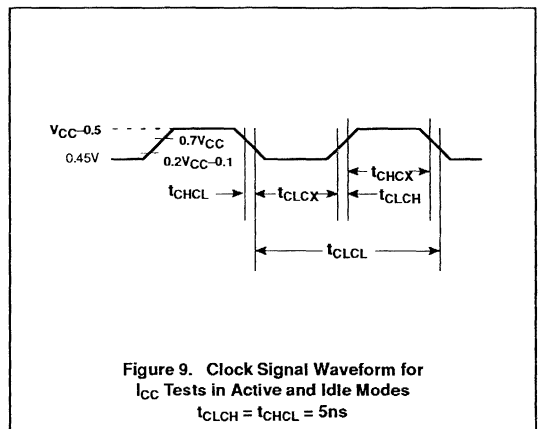 VCC–0.5
0.7VCC
0.45V
0.2VCC–0.1
tCHCX
tCHCL
tCLCX
tCLCH
tCLCL
Figure 9. Clock Signal Waveform for
ICC Tests in Active and Idle Modes
tCLCH = tCHCL = 5ns